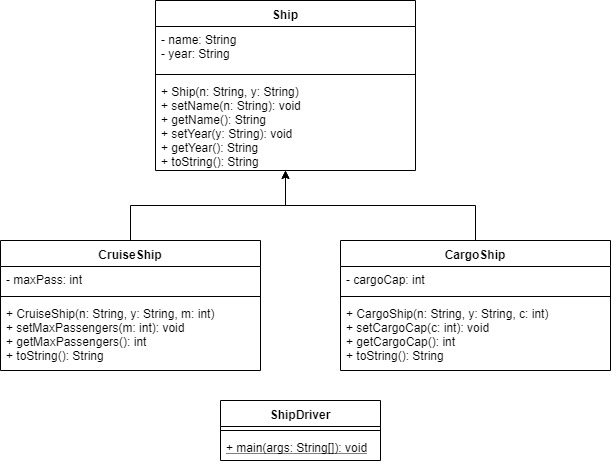 Ship
- name: String
- year: String
+ Ship(n: String, y: String)
+ setName(n: String): void
+ getName(): String
+ setYear(y: String): void
+ getYear(): String
+ toString(): String
CruiseShip
- maxPass: int
+ CruiseShip(n: String, y: String, m: int)
+ setMaxPassengers(m: int): void
+ getMaxPassengers(): int
+ toString(): String
CargoShip
- cargoCap: int
+ CargoShip(n: String, y: String, c: int)
+ setCargoCap(c: int): void
+ getCargoCap(): int
+ toString(): String
ShipDriver
+ main(args: String[]): void